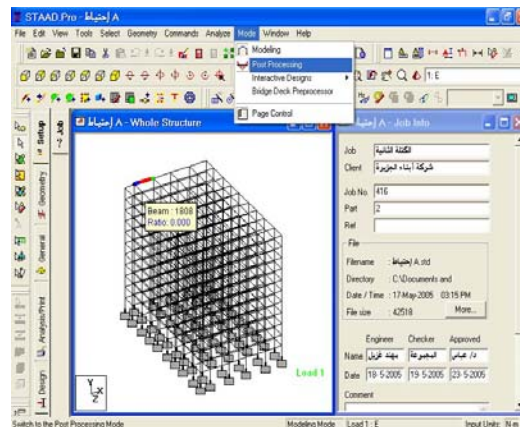 STAAD.Pro - A إحتياط
File Edit View Tools Select Geometry Commands Analyze Mode Window Help
Modeling
Post Processing
Interactive Designs
Bridge Deck Preprocessor
Page Control
1: E
Setup
Job
Geometry
General
Analysis/Print
Design
A إحتياط - Whole Structure
Beam : 1808
Ratio: 0.000
Load 1
Y
X
Z
A إحتياط - Job Info
Job الكتلة الثانية
Client شركة أبناء الجزيرة
Job No. 416
Part 2
Ref
File
Filename : A إحتياط.std
Directory : C:\Documents and
Date / Time : 17-May-2005 03:15 PM
File size : 42518 More...
Engineer Checker Approved
Name مهند غزيل المجموعة د/ عباس
Date 18-5-2005 19-5-2005 23-5-2005
Comment
Switch to the Post Processing Mode Modeling Mode Load 1 : E Input Units: N-m